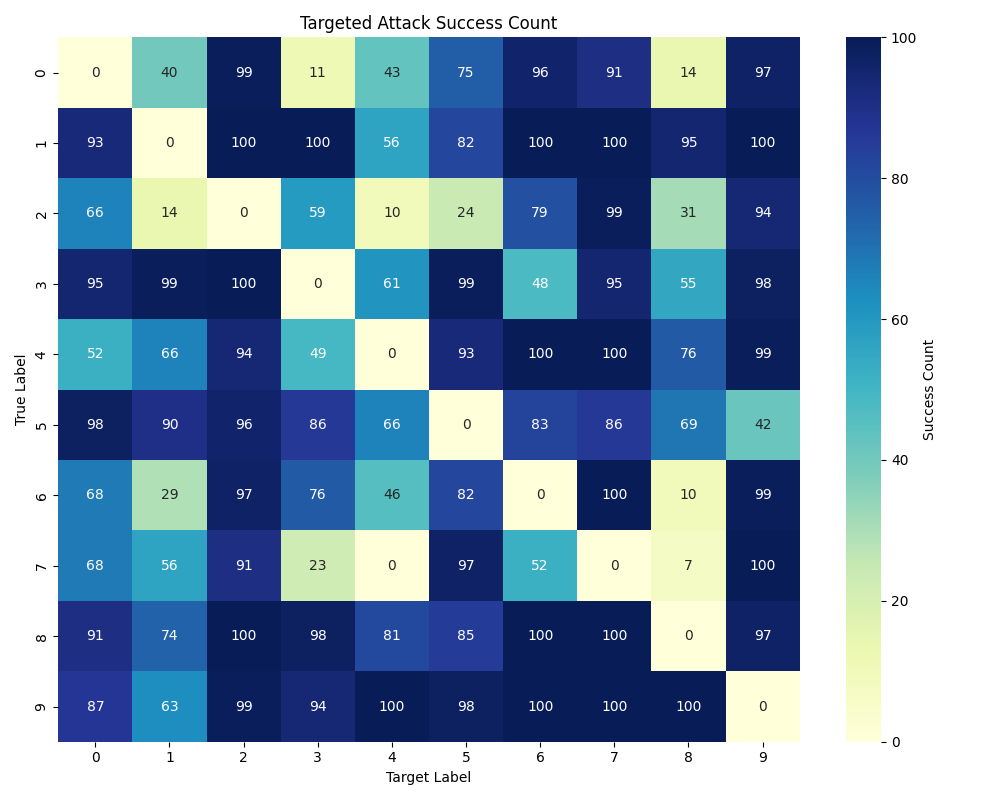 Targeted Attack Success Count
0 0 40 99 11 43 75 96 91 14 97
1 93 0 100 100 56 82 100 100 95 100
2 66 14 0 59 10 24 79 99 31 94
3 95 99 100 0 61 99 48 95 55 98
4 52 66 94 49 0 93 100 100 76 99
5 98 90 96 86 66 0 83 86 69 42
6 68 29 97 76 46 82 0 100 10 99
7 68 56 91 23 0 97 52 0 7 100
8 91 74 100 98 81 85 100 100 0 97
9 87 63 99 94 100 98 100 100 100 0
0 1 2 3 4 5 6 7 8 9
Target Label
True Label
100
80
60
40
20
0
Success Count